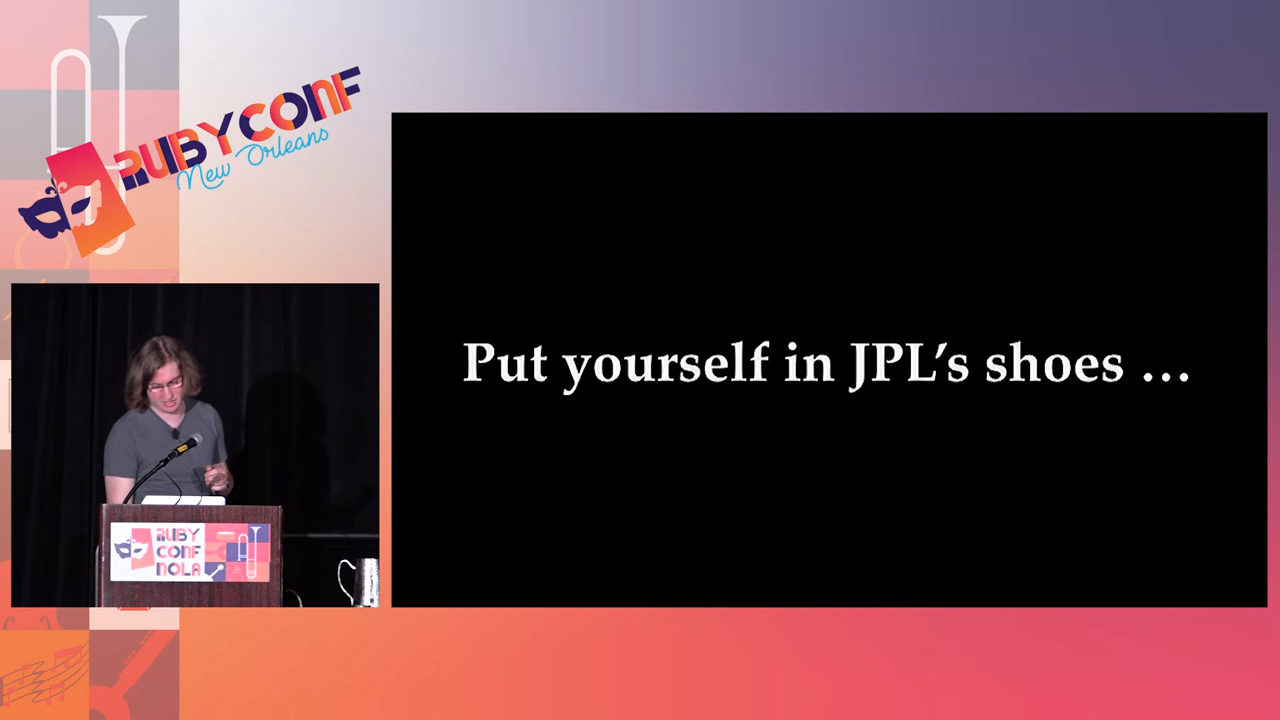 RUBYCONF
New Orleans
Put yourself in JPL’s shoes …
RUBY
CONF
NOLA